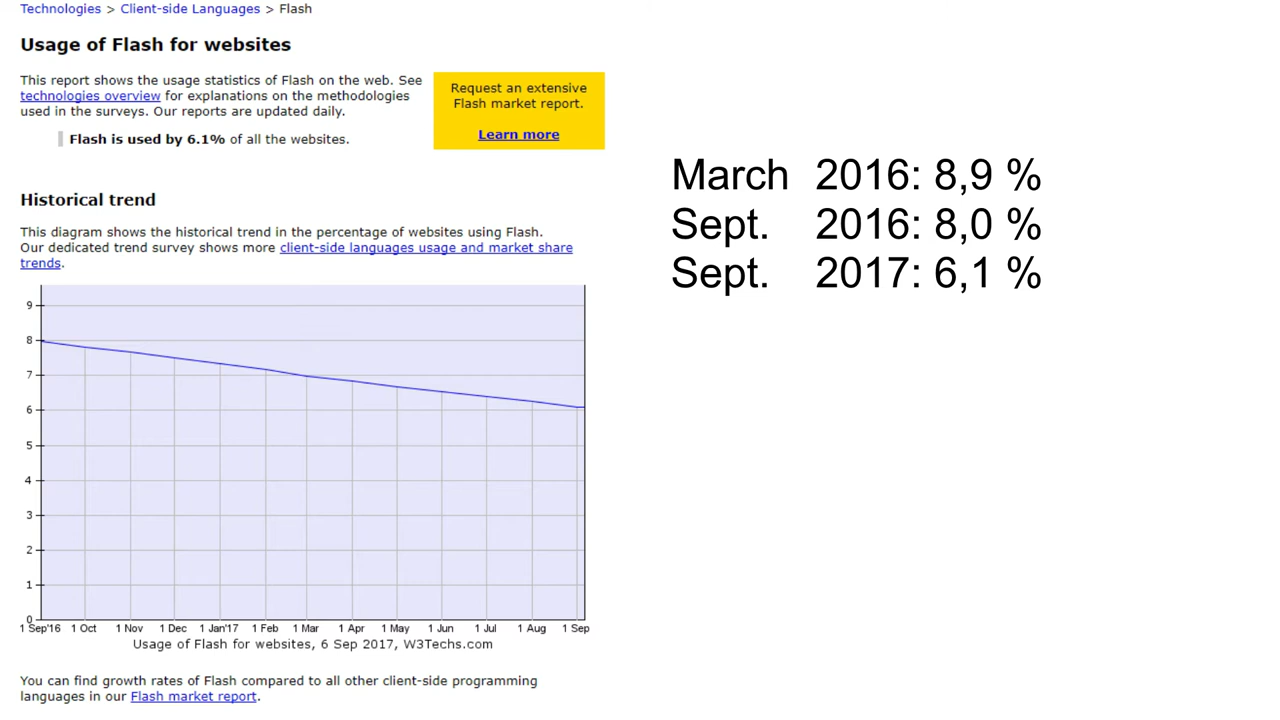 Technologies > Client-side Languages > Flash
Usage of Flash for websites
This report shows the usage statistics of Flash on the web. See
technologies overview for explanations on the methodologies
used in the surveys. Our reports are updated daily.
Flash is used by 6.1% of all the websites.
Request an extensive
Flash market report.
Learn more
Historical trend
This diagram shows the historical trend in the percentage of websites using Flash.
Our dedicated trend survey shows more client-side languages usage and market share
trends.
9
8
7
6
5
4
3
2
1
0
1 Sep'16 1 Oct 1 Nov 1 Dec 1 Jan'17 1 Feb 1 Mar 1 Apr 1 May 1 Jun 1 Jul 1 Aug 1 Sep
Usage of Flash for websites, 6 Sep 2017, W3Techs.com
You can find growth rates of Flash compared to all other client-side programming
languages in our Flash market report.
March 2016: 8,9 %
Sept. 2016: 8,0 %
Sept. 2017: 6,1 %